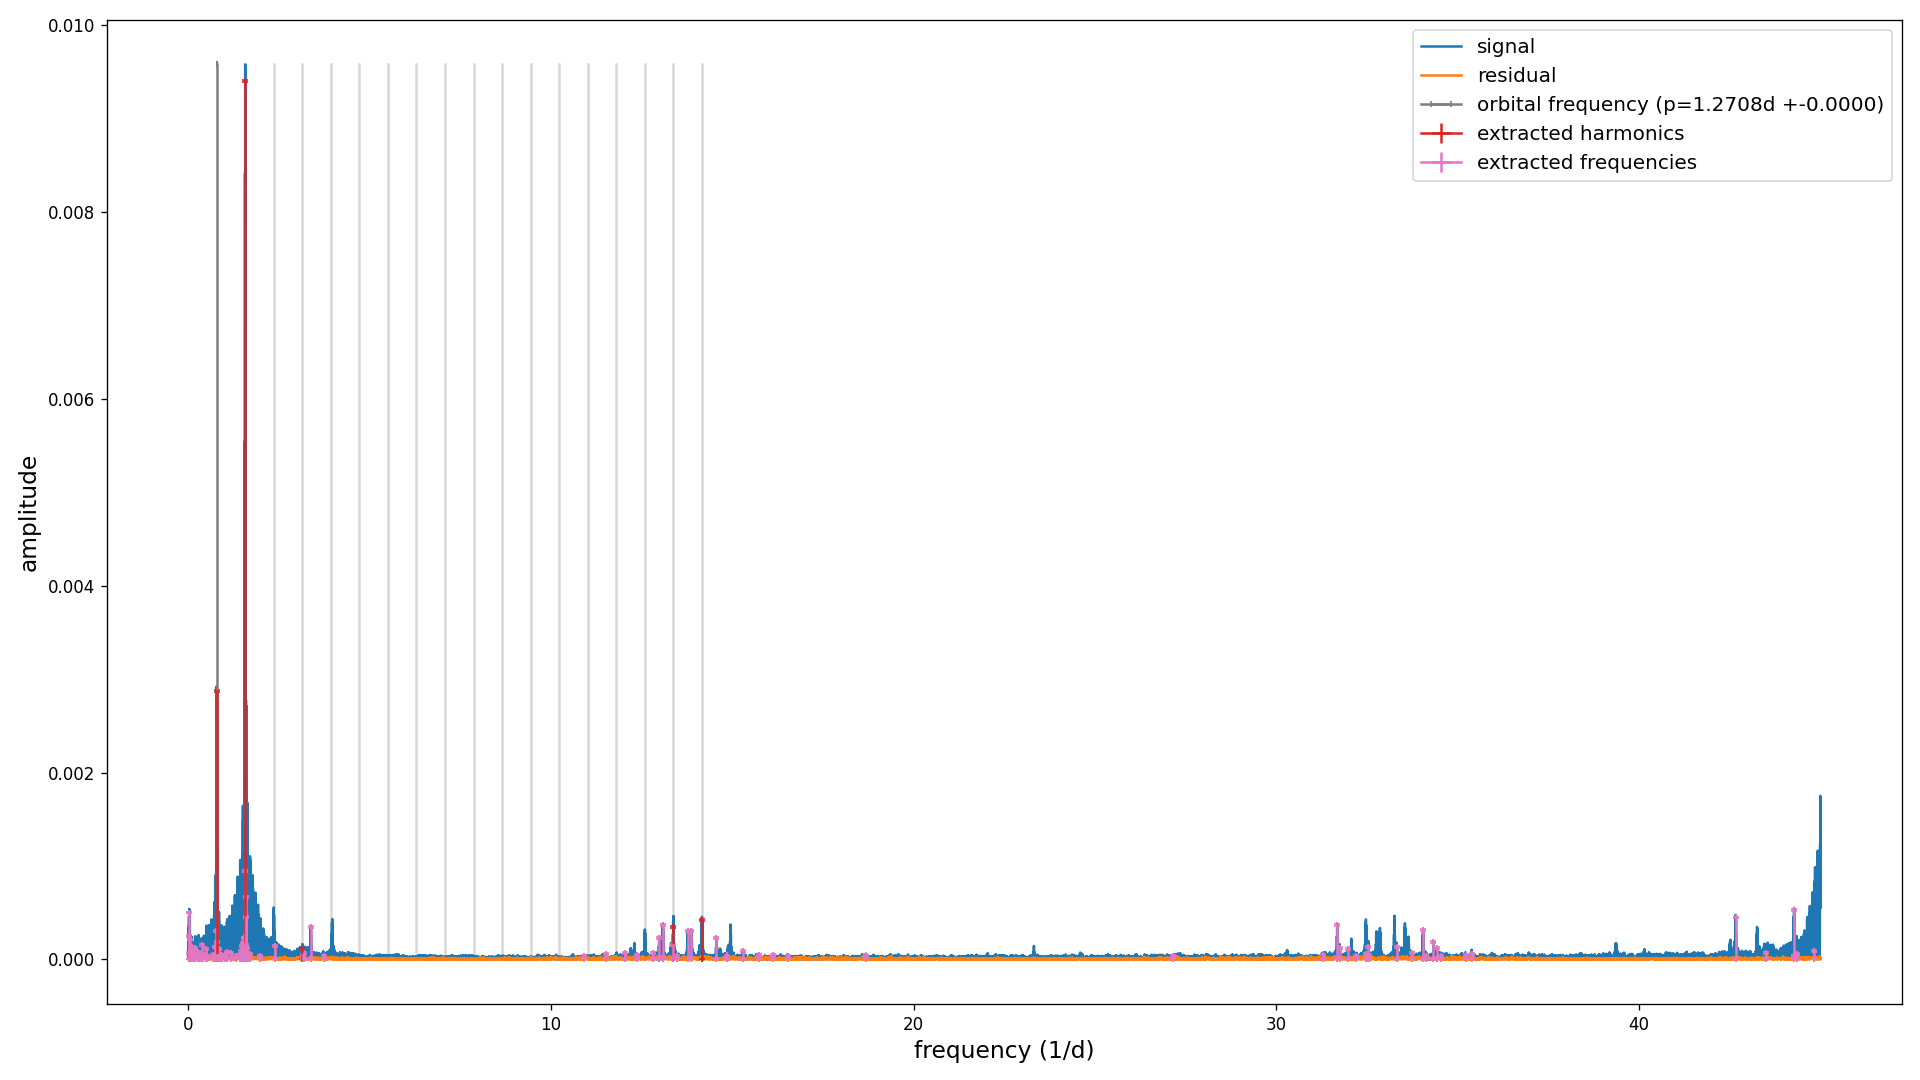 0.010
0.008
0.006
0.004
0.002
0.000
amplitude
0
10
20
30
40
frequency (1/d)
signal
residual
orbital frequency (p=1.2708d +-0.0000)
extracted harmonics
extracted frequencies